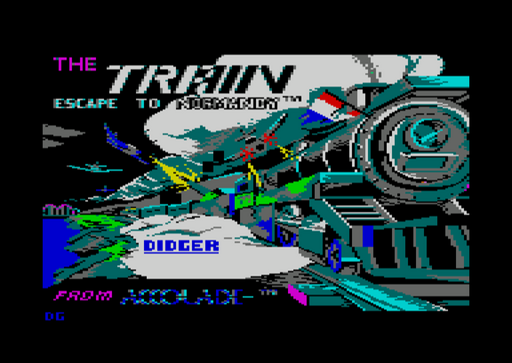 THE
TRAIN
ESCAPE TO NORMANDY™
DIDGER
FROM ACCOLADE™
DG